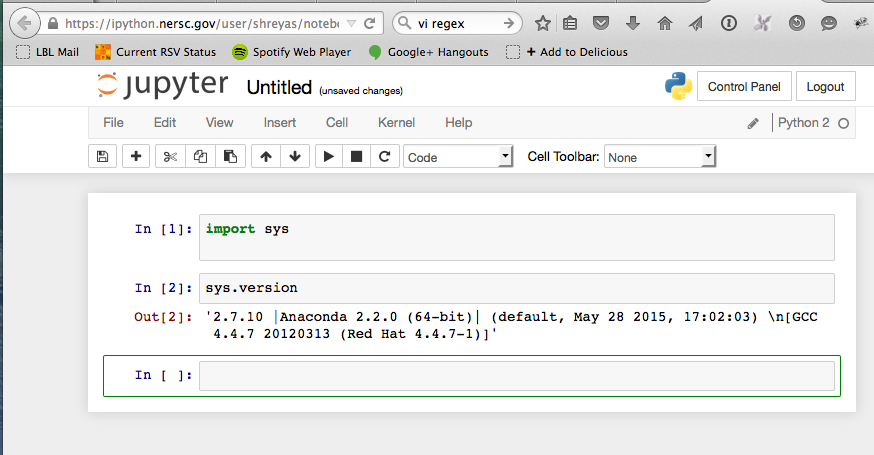 https://ipython.nersc.gov/user/shreyas/noteb
vi regex
LBL Mail
Current RSV Status
Spotify Web Player
Google+ Hangouts
+ Add to Delicious
jupyter
Untitled (unsaved changes)
Control Panel
Logout
File Edit View Insert Cell Kernel Help
Python 2
Code
Cell Toolbar: None
In [1]: import sys
In [2]: sys.version
Out[2]: '2.7.10 |Anaconda 2.2.0 (64-bit)| (default, May 28 2015, 17:02:03) \n[GCC
4.4.7 20120313 (Red Hat 4.4.7-1)]'
In [ ]: